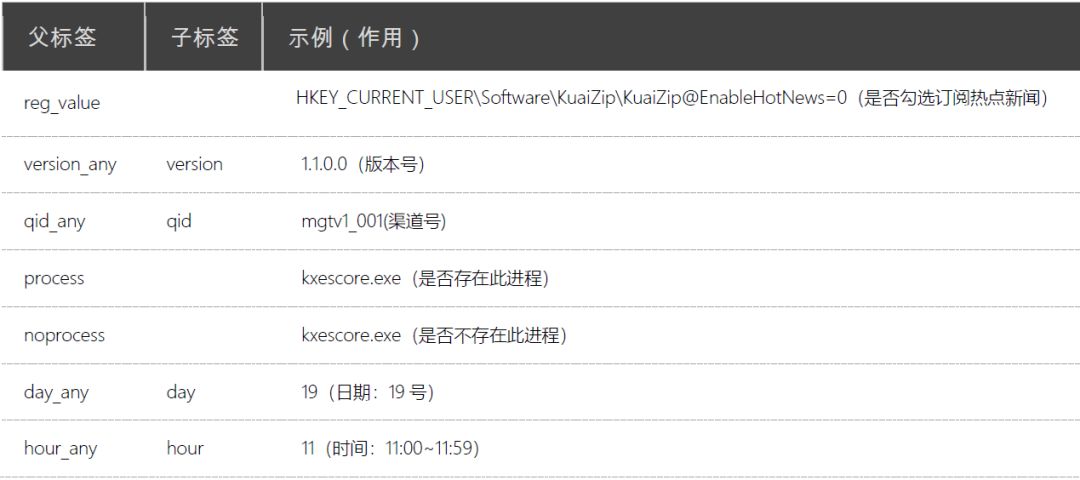 父标签 子标签 示例（作用）
reg_value HKEY_CURRENT_USER\Software\KuaiZip\KuaiZip@EnableHotNews=0（是否勾选订阅热点新闻）
version_any version 1.1.0.0（版本号）
qid_any qid mgtv1_001(渠道号)
process kxescore.exe（是否存在此进程）
noprocess kxescore.exe（是否不存在此进程）
day_any day 19（日期：19 号）
hour_any hour 11（时间：11:00~11:59）